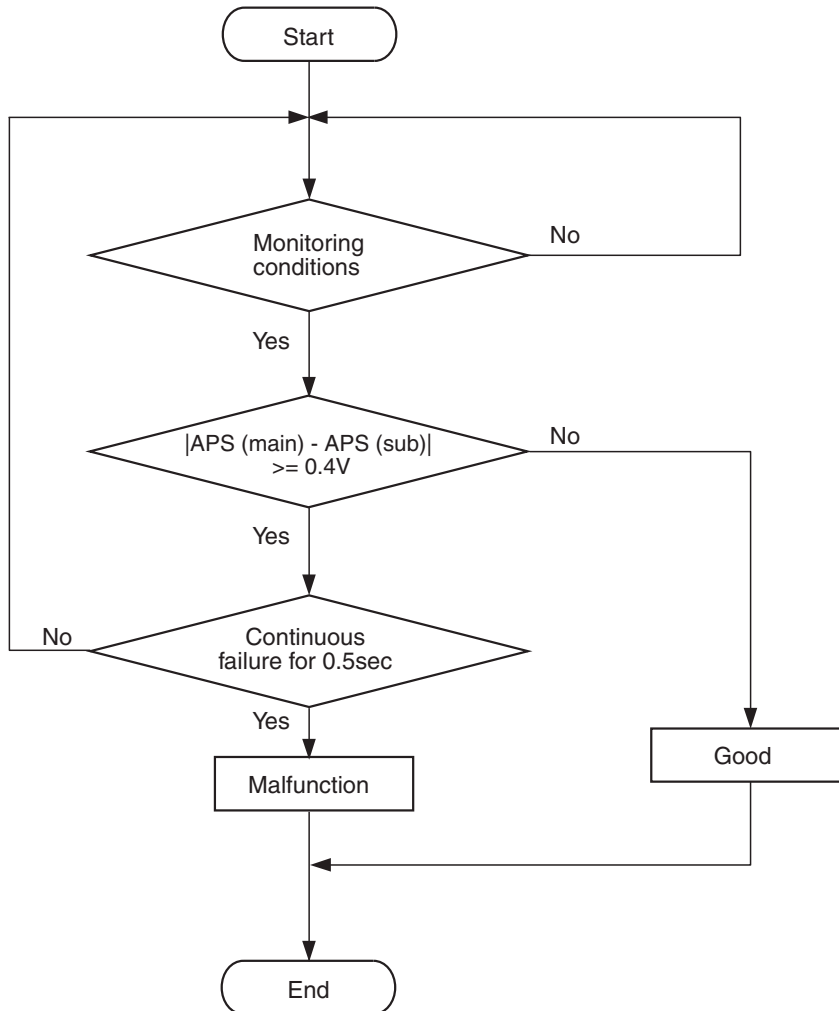 Start
Monitoring
conditions
No
Yes
|APS (main) - APS (sub)|
>= 0.4V
No
Yes
Continuous
failure for 0.5sec
No
Yes
Good
Malfunction
End